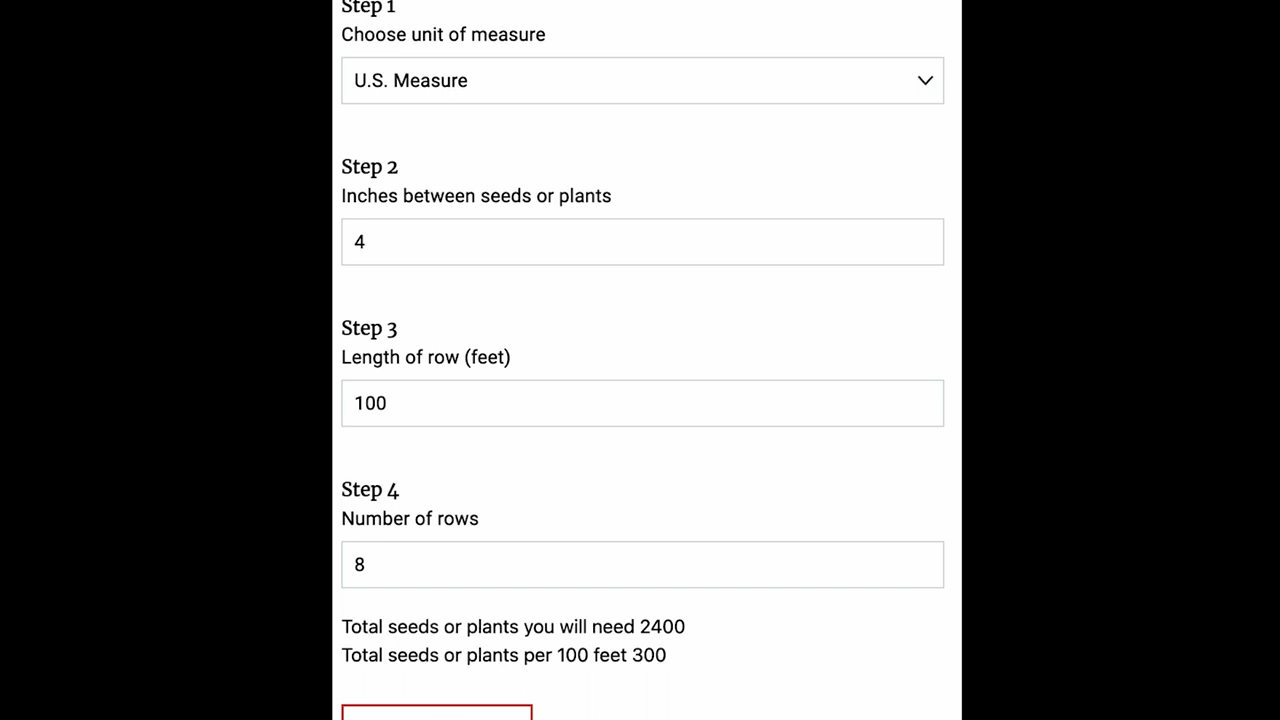 Step 1
Choose unit of measure
U.S. Measure
Step 2
Inches between seeds or plants
4
Step 3
Length of row (feet)
100
Step 4
Number of rows
8
Total seeds or plants you will need 2400
Total seeds or plants per 100 feet 300